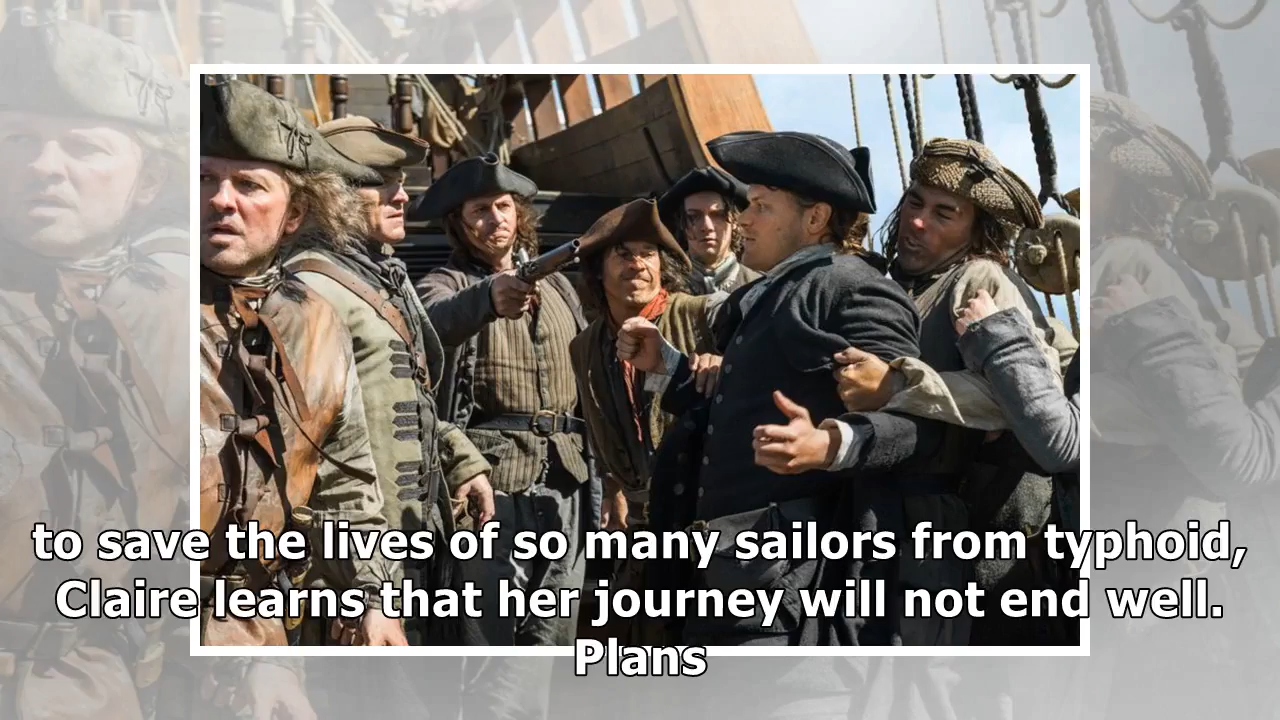 to save the lives of so many sailors from typhoid,
Claire learns that her journey will not end well.
Plans